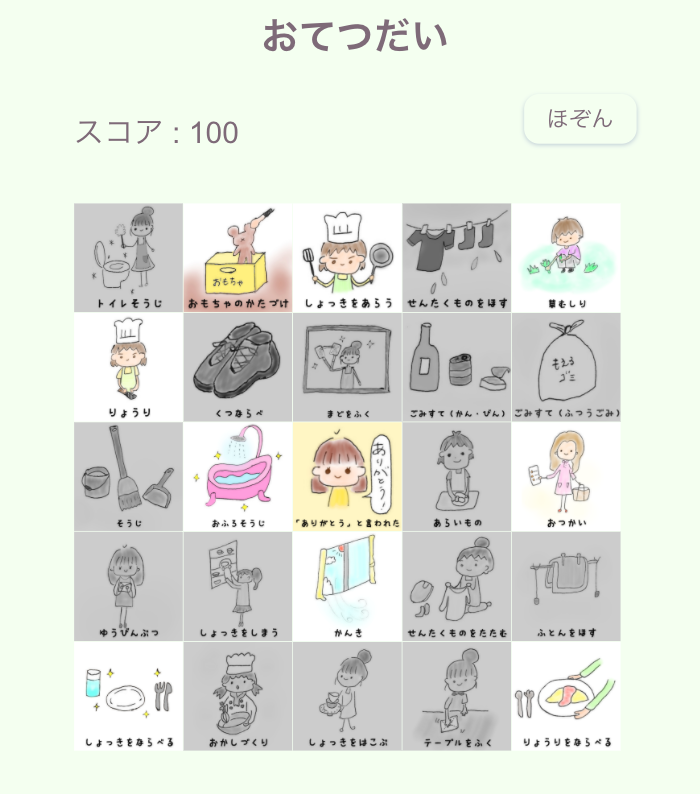 おてつだい
スコア : 100
ほぞん
トイレそうじ
おもちゃ
おもちゃのかたづけ
しょっきをあらう
せんたくものをほす
草むしり
りょうり
くつならべ
まどをふく
ごみすて(かん・びん)
もえる
ゴミ
ごみすて(ふつうごみ)
そうじ
おふろそうじ
ありがとう!
「ありがとう」と言われた
あらいもの
おつかい
ゆうびんぶつ
しょっきをしまう
かんき
せんたくものをたたむ
ふとんをほす
しょっきをならべる
おかしづくり
しょっきをはこぶ
テーブルをふく
りょうりをならべる